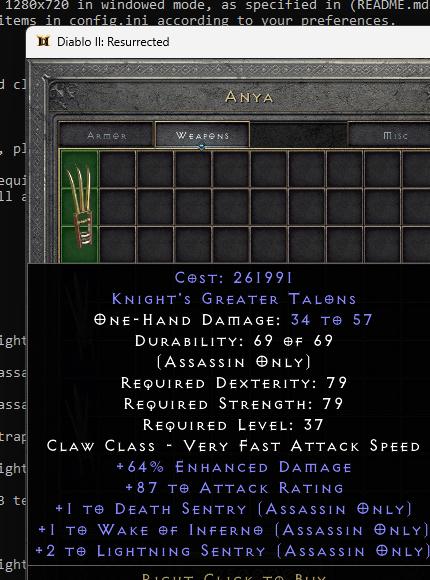 1280x720 in windowed mode, as specified in (README.md
items in config.ini according to your preferences.
Diablo II: Resurrected
Anya
Armor
Weapons
Misc
Cost: 261991
Knight's Greater Talons
One-Hand Damage: 34 to 57
Durability: 69 of 69
(Assassin Only)
Required Dexterity: 79
Required Strength: 79
Required Level: 37
Claw Class - Very Fast Attack Speed
+64% Enhanced Damage
+87 to Attack Rating
+1 to Death Sentry (Assassin Only)
+1 to Wake of Inferno (Assassin Only)
+2 to Lightning Sentry (Assassin Only)
Right Click to Buy